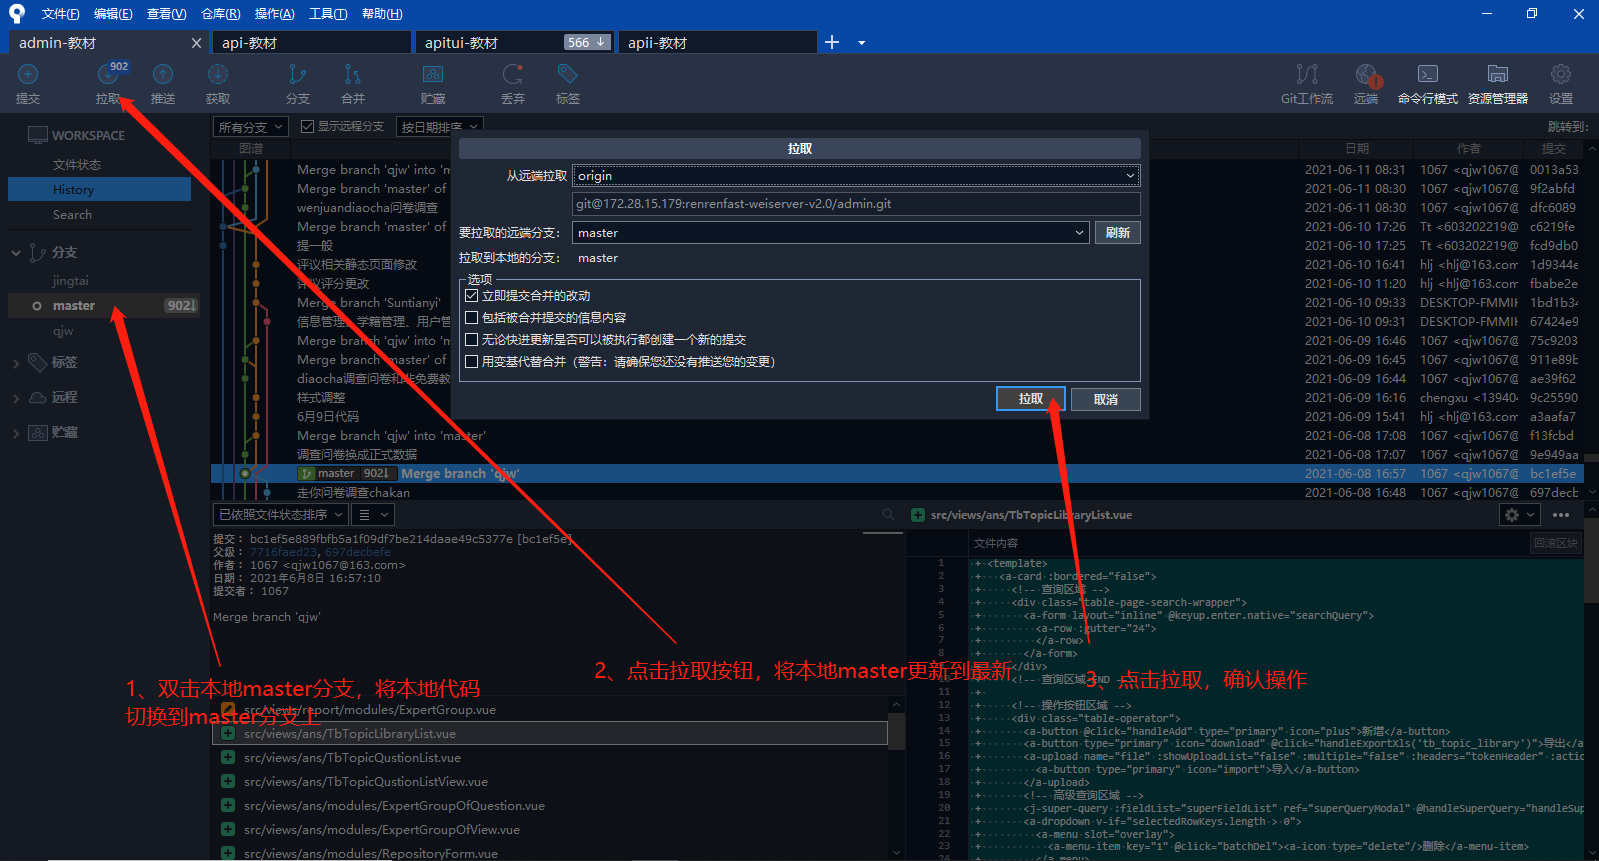 文件(F) 编辑(E) 查看(V) 仓库(R) 操作(A) 工具(T) 帮助(H)
admin-教材 api-教材 apitui-教材 566 ↓ apii-教材
902
提交 拉取 推送 获取 分支 合并 贮藏 丢弃 标签 Git工作流 远端 命令行模式 资源管理器 设置
WORKSPACE
文件状态
History
Search
分支
jingtai
master 902↓
qjw
标签
远程
贮藏
所有分支 显示远程分支 按日期排序 跳转到:
图谱 日期 作者 提交
Merge branch 'qjw' into 'm 2021-06-11 08:31 1067 <qjw1067@ 0013a53
Merge branch 'master' of 2021-06-11 08:30 1067 <qjw1067@ 9f2abfd
wenjuandiaocha问卷调查 2021-06-11 08:30 1067 <qjw1067@ dfc6089
Merge branch 'master' of 2021-06-10 17:26 Tt <603202219@ c6219fe
提一般 2021-06-10 17:25 Tt <603202219@ fcd9db0
评议相关静态页面修改 2021-06-10 16:41 hlj <hlj@163.com 1d9344e
评议评分更改 2021-06-10 11:20 hlj <hlj@163.com fbabe2e
Merge branch 'Suntianyi' 2021-06-10 09:33 DESKTOP-FMMIH 1bd1b34
信息管理、学籍管理、用户管 2021-06-10 09:31 DESKTOP-FMMIH 67424e9
Merge branch 'qjw' into 'm 2021-06-09 16:46 1067 <qjw1067@ 75c9203
Merge branch 'master' of 2021-06-09 16:45 1067 <qjw1067@ 911e89b
diaocha调查问卷和非免费教 2021-06-09 16:44 1067 <qjw1067@ ae39f62
样式调整 2021-06-09 16:16 chengxu <13940 9c25590
6月9日代码 2021-06-09 15:41 hlj <hlj@163.com a3aafa7
Merge branch 'qjw' into 'master' 2021-06-08 17:08 1067 <qjw1067@ f13fcbd
调查问卷换成正式数据 2021-06-08 17:07 1067 <qjw1067@ 9e949aa
master 902↓ Merge branch 'qjw' 2021-06-08 16:57 1067 <qjw1067@ bc1ef5e
走你问卷调查chakan 2021-06-08 16:48 1067 <qjw1067@ 697decb
拉取
从远端拉取 origin
git@172.28.15.179:renrenfast-weiserver-v2.0/admin.git
要拉取的远端分支: master 刷新
拉取到本地的分支: master
选项
立即提交合并的改动
包括被合并提交的信息内容
无论快进更新是否可以被执行都创建一个新的提交
用变基代替合并（警告：请确保您还没有推送您的变更）
拉取 取消
已依照文件状态排序
提交: bc1ef5e889fbfb5a1f09df7be214daae49c5377e [bc1ef5e]
父级: 7716faed23, 697decbefe
作者: 1067 <qjw1067@163.com>
日期: 2021年6月8日 16:57:10
提交者: 1067
Merge branch 'qjw'
1、双击本地master分支，将本地代码
切换到master分支上
2、点击拉取按钮，将本地master更新到最新
3、点击拉取，确认操作
src/views/report/modules/ExpertGroup.vue
src/views/ans/TbTopicLibraryList.vue
src/views/ans/TbTopicQustionList.vue
src/views/ans/TbTopicQustionListView.vue
src/views/ans/modules/ExpertGroupOfQuestion.vue
src/views/ans/modules/ExpertGroupOfView.vue
src/views/ans/modules/RepositoryForm.vue
src/views/ans/TbTopicLibraryList.vue
文件内容 回滚区块
1 + <template>
2 + <a-card :bordered="false">
3 + <!-- 查询区域 -->
4 + <div class="table-page-search-wrapper">
5 + <a-form layout="inline" @keyup.enter.native="searchQuery">
6 + <a-row :gutter="24">
7 + </a-row>
8 + </a-form>
9 + </div>
10 + <!-- 查询区域-END -->
11 +
12 + <!-- 操作按钮区域 -->
13 + <div class="table-operator">
14 + <a-button @click="handleAdd" type="primary" icon="plus">新增</a-button>
15 + <a-button type="primary" icon="download" @click="handleExportXls('tb_topic_library')">导出</a
16 + <a-upload name="file" :showUploadList="false" :multiple="false" :headers="tokenHeader" :actio
17 + <a-button type="primary" icon="import">导入</a-button>
18 + </a-upload>
19 + <!-- 高级查询区域 -->
20 + <j-super-query :fieldList="superFieldList" ref="superQueryModal" @handleSuperQuery="handleSup
21 + <a-dropdown v-if="selectedRowKeys.length > 0">
22 + <a-menu slot="overlay">
23 + <a-menu-item key="1" @click="batchDel"><a-icon type="delete"/>删除</a-menu-item>
24 + </a-menu>